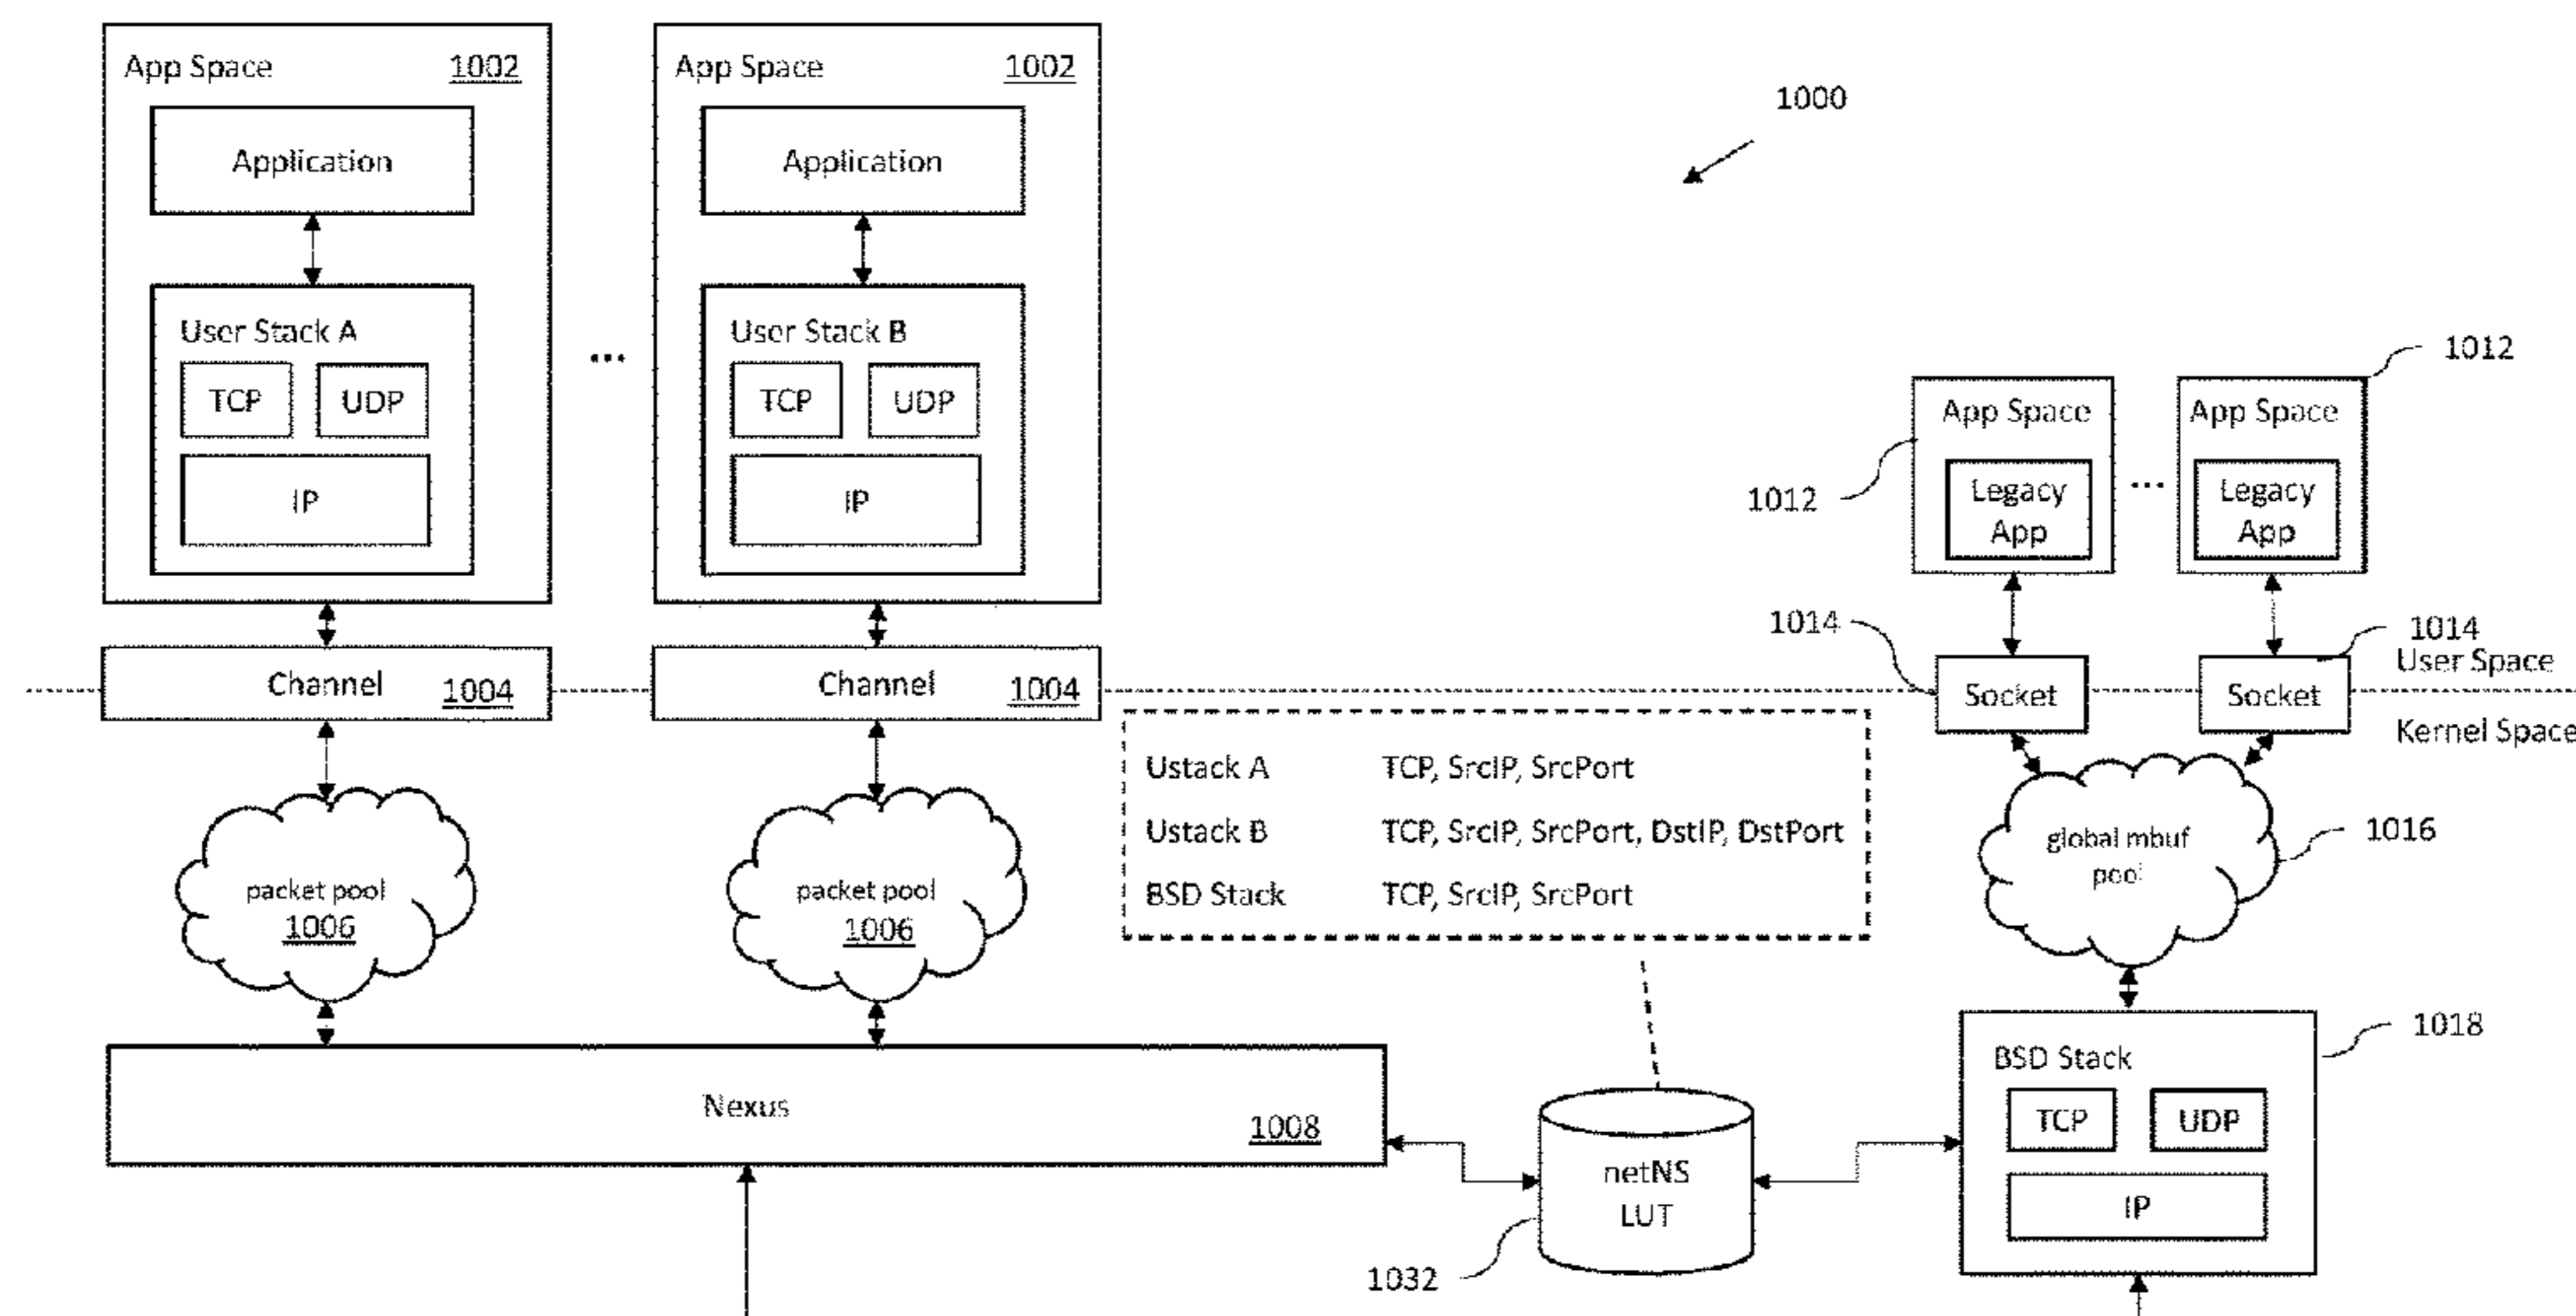 App Space 1002
Application
User Stack A
TCP UDP
IP
...
App Space 1002
Application
User Stack B
TCP UDP
IP
1000
1012
App Space
Legacy
App
1012
...
App Space
Legacy
App
Channel 1004
Channel 1004
1014
Socket
1014
Socket
User Space
Kernel Space
packet pool
1006
packet pool
1006
Ustack A TCP, SrcIP, SrcPort
Ustack B TCP, SrcIP, SrcPort, DstIP, DstPort
BSD Stack TCP, SrcIP, SrcPort
global mbuf
pool
1016
Nexus
1008
netNS
LUT
1032
BSD Stack
TCP UDP
IP
1018